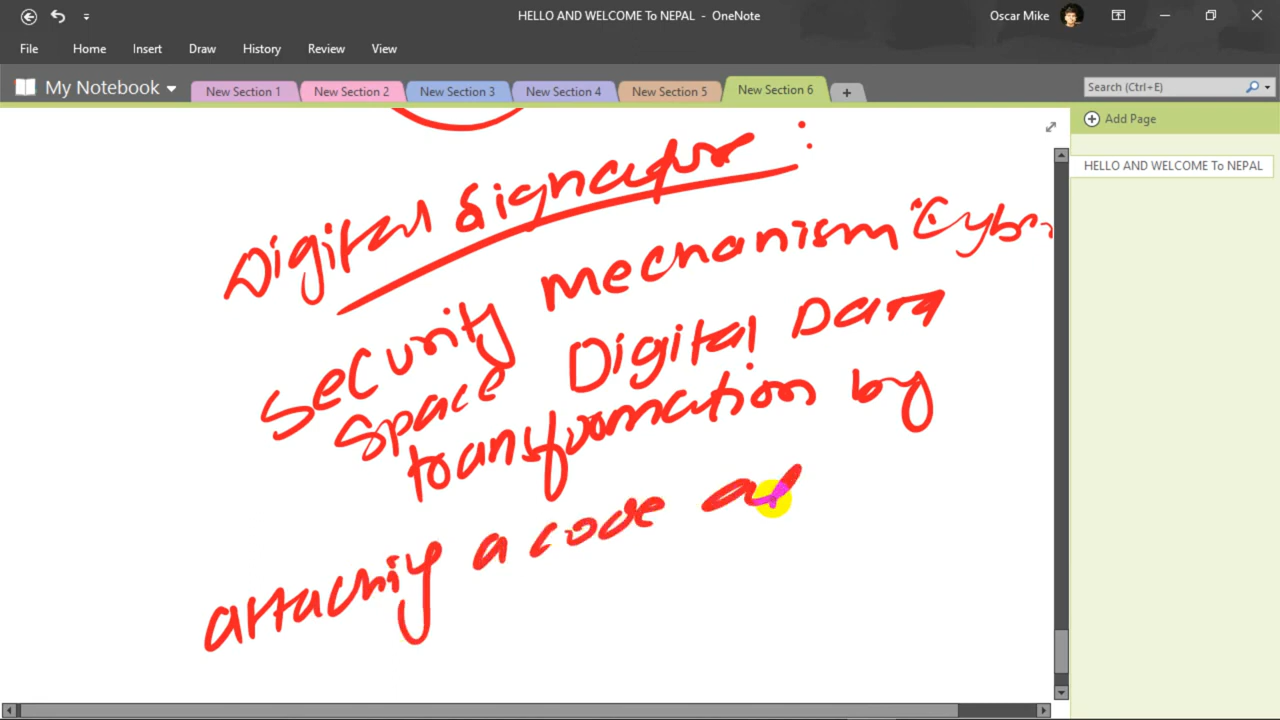 HELLO AND WELCOME To NEPAL - OneNote
Oscar Mike
File Home Insert Draw History Review View
My Notebook
New Section 1 New Section 2 New Section 3 New Section 4 New Section 5 New Section 6
Search (Ctrl+E)
Add Page
HELLO AND WELCOME To NEPAL
Digital Signature :
Security mechanism "Cyber
Space Digital Data
transformation by
attaching a code